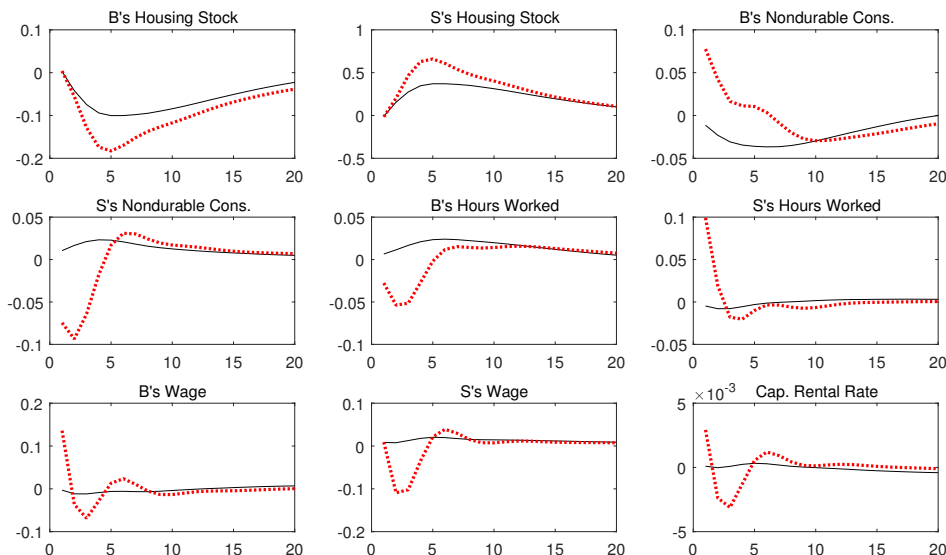 B's Housing Stock
0.1
0
-0.1
-0.2
0 5 10 15 20
S's Housing Stock
1
0.5
0
-0.5
0 5 10 15 20
B's Nondurable Cons.
0.1
0.05
0
-0.05
0 5 10 15 20
S's Nondurable Cons.
0.05
0
-0.05
-0.1
0 5 10 15 20
B's Hours Worked
0.05
0
-0.05
-0.1
0 5 10 15 20
S's Hours Worked
0.1
0.05
0
-0.05
0 5 10 15 20
B's Wage
0.2
0.1
0
-0.1
0 5 10 15 20
S's Wage
0.1
0
-0.1
-0.2
0 5 10 15 20
Cap. Rental Rate
× 10⁻³
5
0
-5
0 5 10 15 20